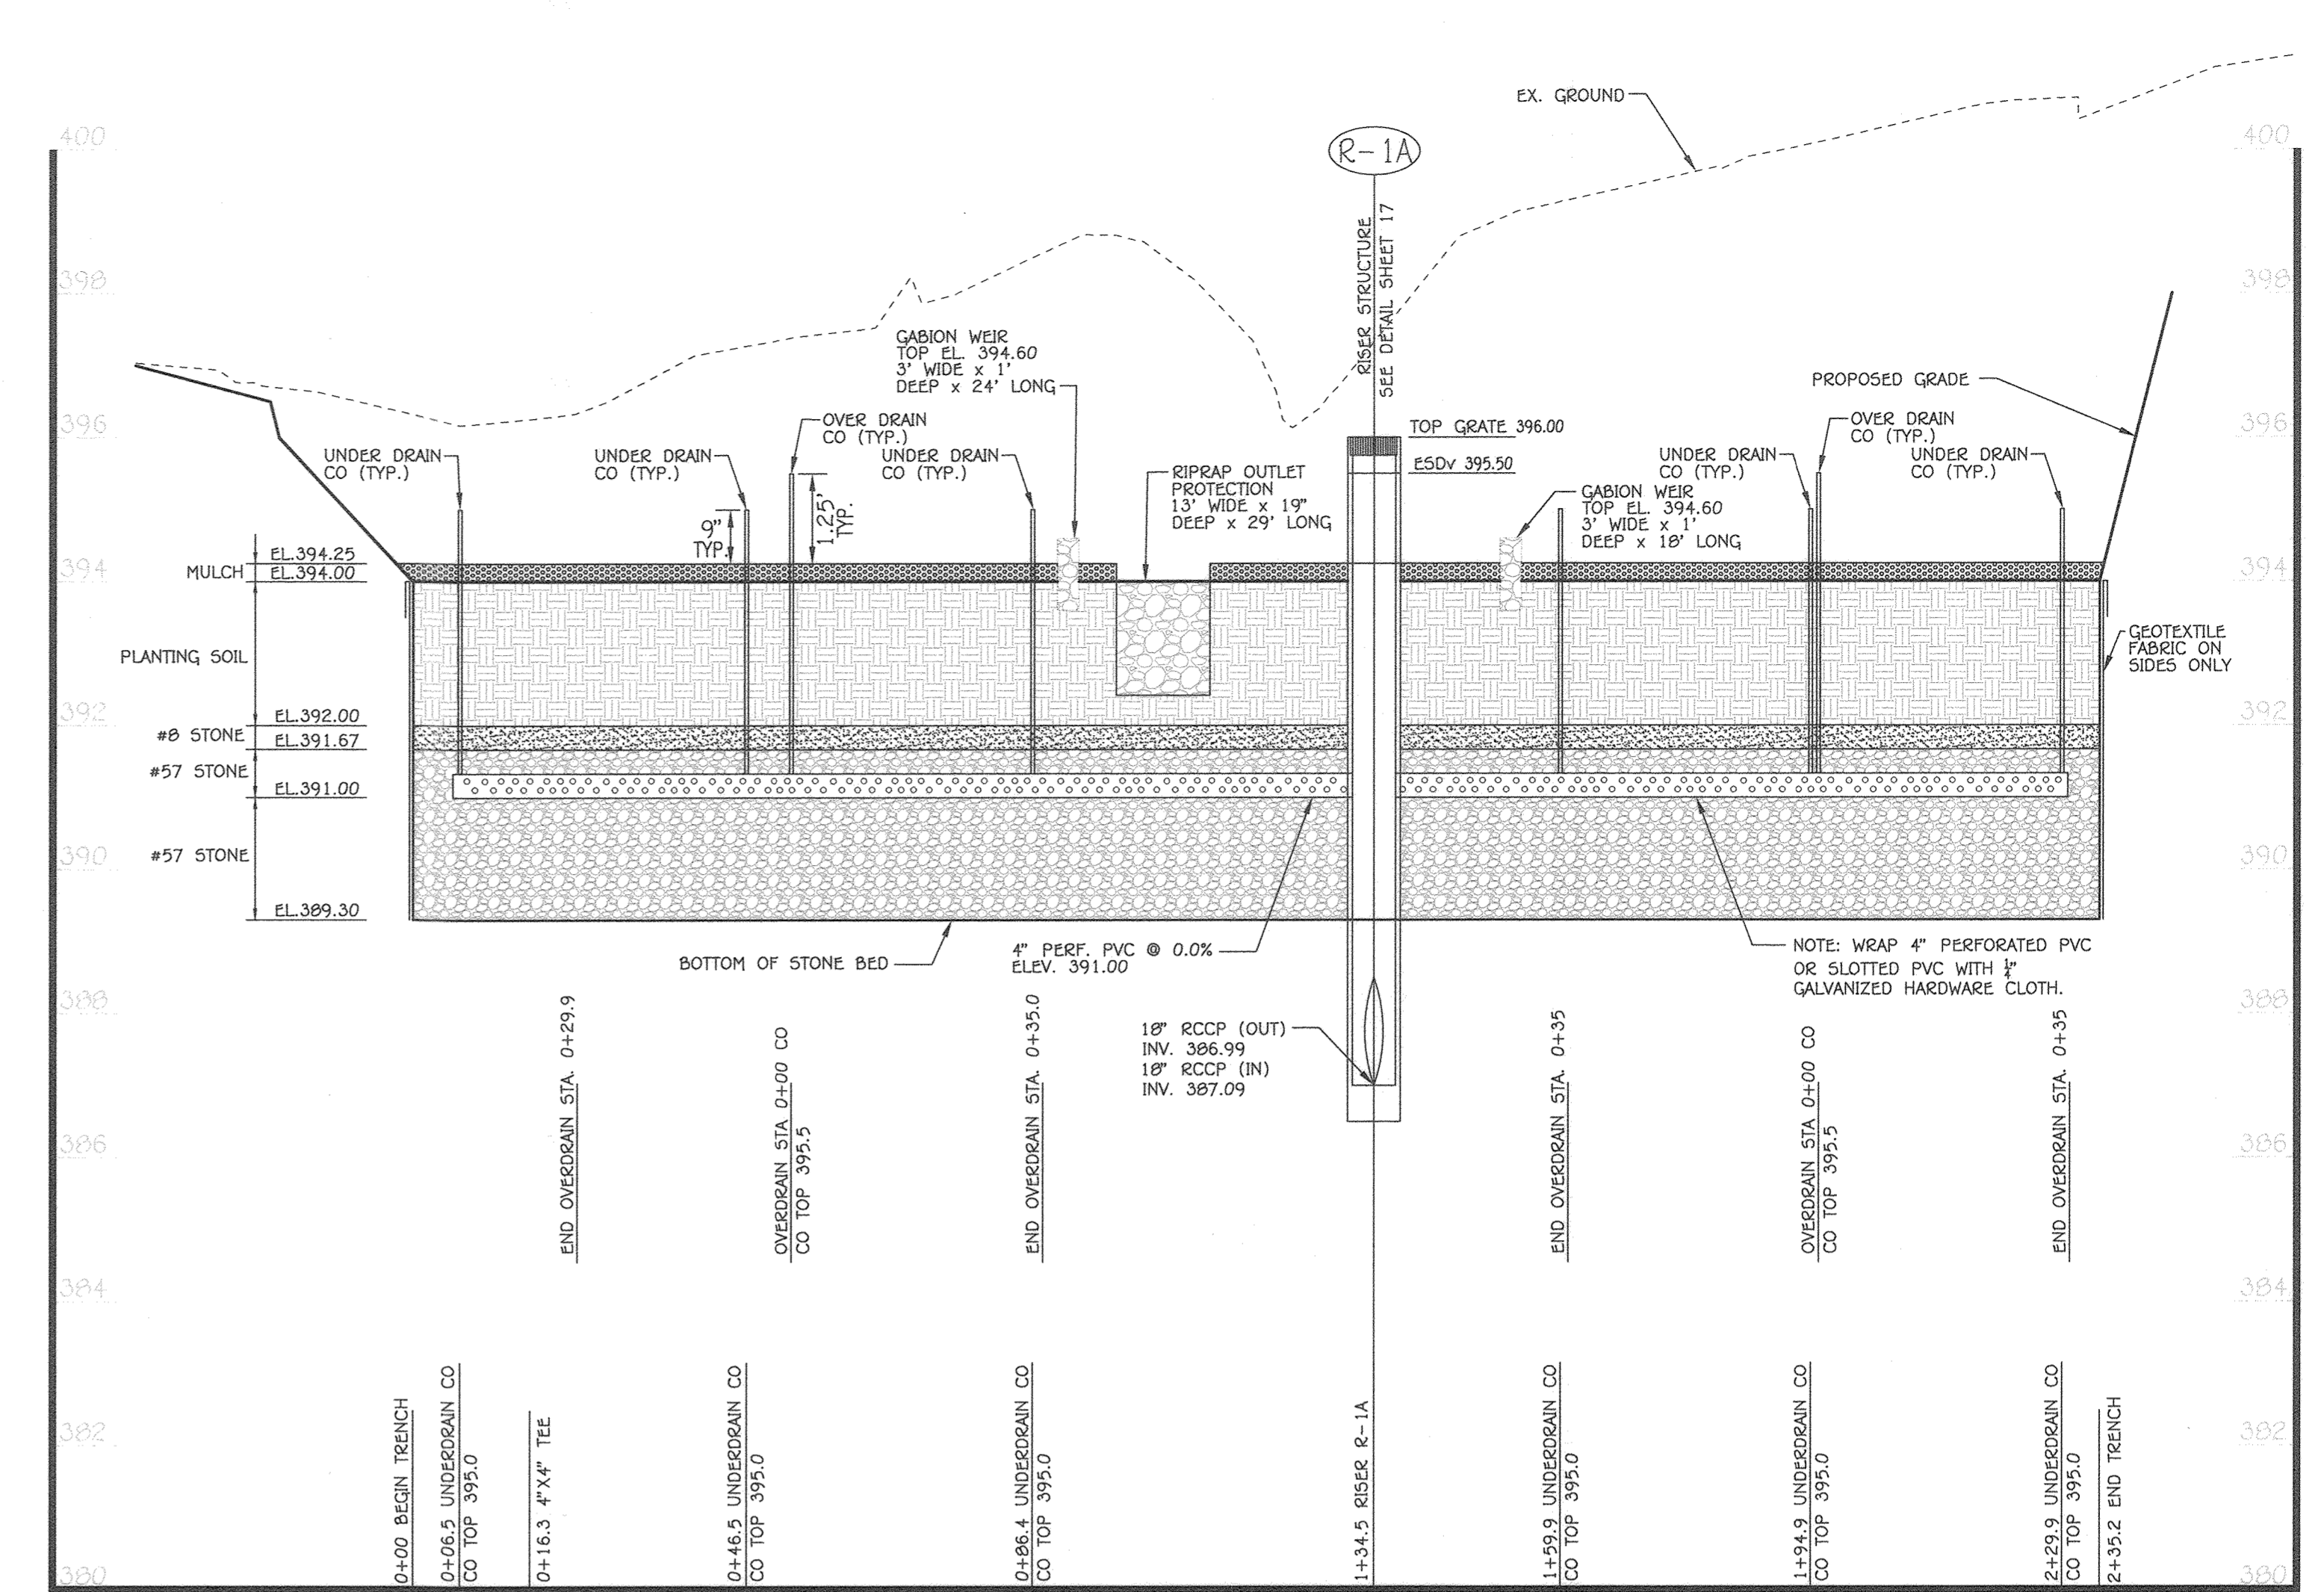 EX. GROUND
400
400
R-1A
RISER STRUCTURE
SEE DETAIL SHEET 17
398
398
GABION WEIR
TOP EL. 394.60
3' WIDE x 1'
DEEP x 24' LONG
PROPOSED GRADE
396
396
OVER DRAIN
CO (TYP.)
TOP GRATE 396.00
OVER DRAIN
CO (TYP.)
UNDER DRAIN
CO (TYP.)
UNDER DRAIN
CO (TYP.)
UNDER DRAIN
CO (TYP.)
ESDv 395.50
UNDER DRAIN
CO (TYP.)
UNDER DRAIN
CO (TYP.)
RIPRAP OUTLET
PROTECTION
13' WIDE x 19"
DEEP x 29' LONG
GABION WEIR
TOP EL. 394.60
3' WIDE x 1'
DEEP x 18' LONG
9"
TYP.
1.25'
TYP.
EL.394.25
MULCH
EL.394.00
394
394
PLANTING SOIL
GEOTEXTILE
FABRIC ON
SIDES ONLY
EL.392.00
392
392
#8 STONE
EL.391.67
#57 STONE
EL.391.00
#57 STONE
390
390
EL.389.30
BOTTOM OF STONE BED
4" PERF. PVC @ 0.0%
ELEV. 391.00
NOTE: WRAP 4" PERFORATED PVC
OR SLOTTED PVC WITH ¼"
GALVANIZED HARDWARE CLOTH.
388
388
18" RCCP (OUT)
INV. 386.99
18" RCCP (IN)
INV. 387.09
END OVERDRAIN STA. 0+29.9
OVERDRAIN STA 0+00 CO
CO TOP 395.5
END OVERDRAIN STA. 0+35.0
END OVERDRAIN STA. 0+35
OVERDRAIN STA 0+00 CO
CO TOP 395.5
END OVERDRAIN STA. 0+35
386
386
384
384
382
382
0+00 BEGIN TRENCH
0+06.5 UNDERDRAIN CO
CO TOP 395.0
0+16.3 4"X4" TEE
0+46.5 UNDERDRAIN CO
CO TOP 395.0
0+86.4 UNDERDRAIN CO
CO TOP 395.0
1+34.5 RISER R-1A
1+59.9 UNDERDRAIN CO
CO TOP 395.0
1+94.9 UNDERDRAIN CO
CO TOP 395.0
2+29.9 UNDERDRAIN CO
CO TOP 395.0
2+35.2 END TRENCH
380
380